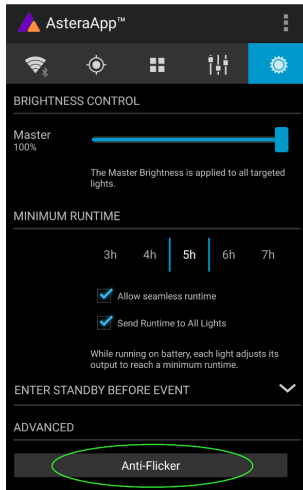 AsteraApp™
BRIGHTNESS CONTROL
Master
100%
The Master Brightness is applied to all targeted
lights.
MINIMUM RUNTIME
3h 4h 5h 6h 7h
Allow seamless runtime
Send Runtime to All Lights
While running on battery, each light adjusts its
output to reach a minimum runtime.
ENTER STANDBY BEFORE EVENT
ADVANCED
Anti-Flicker